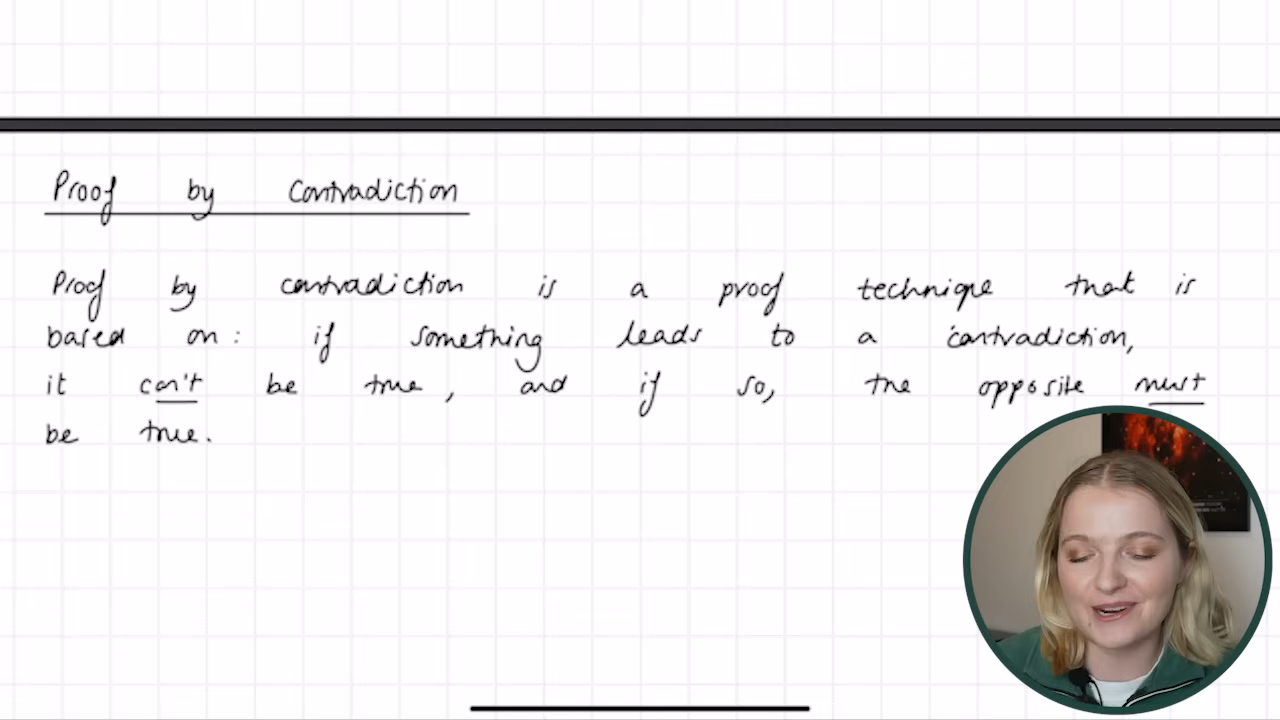 Proof by Contradiction
Proof by contradiction is a proof technique that is
based on: if something leads to a contradiction,
it can't be true, and if so, the opposite must
be true.